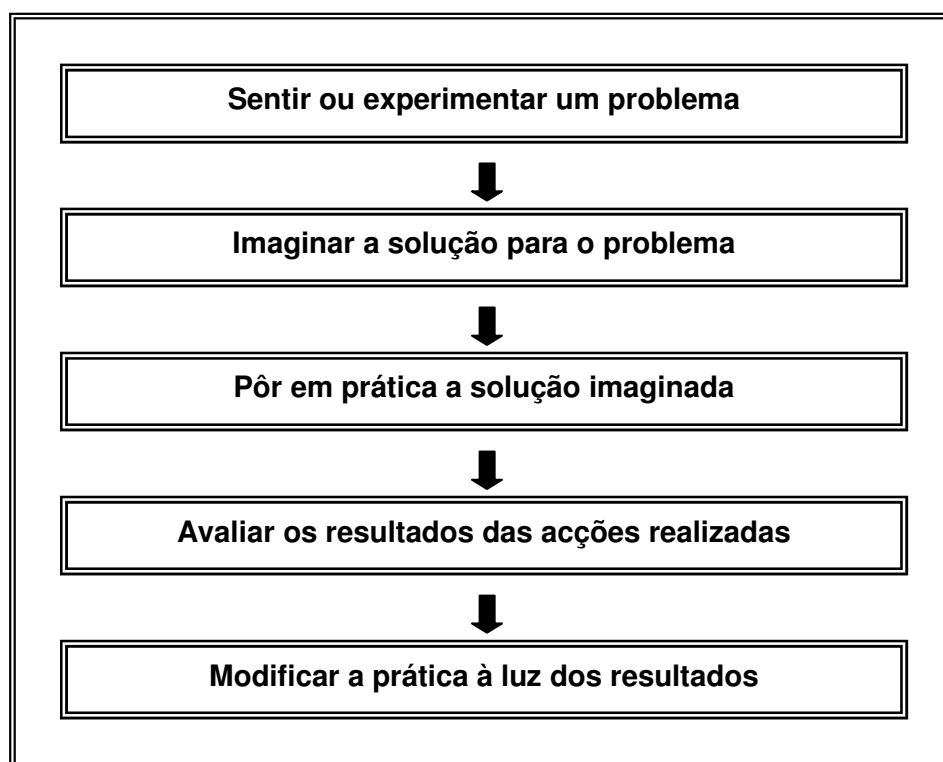 Sentir ou experimentar um problema
Imaginar a solução para o problema
Pôr em prática a solução imaginada
Avaliar os resultados das acções realizadas
Modificar a prática à luz dos resultados